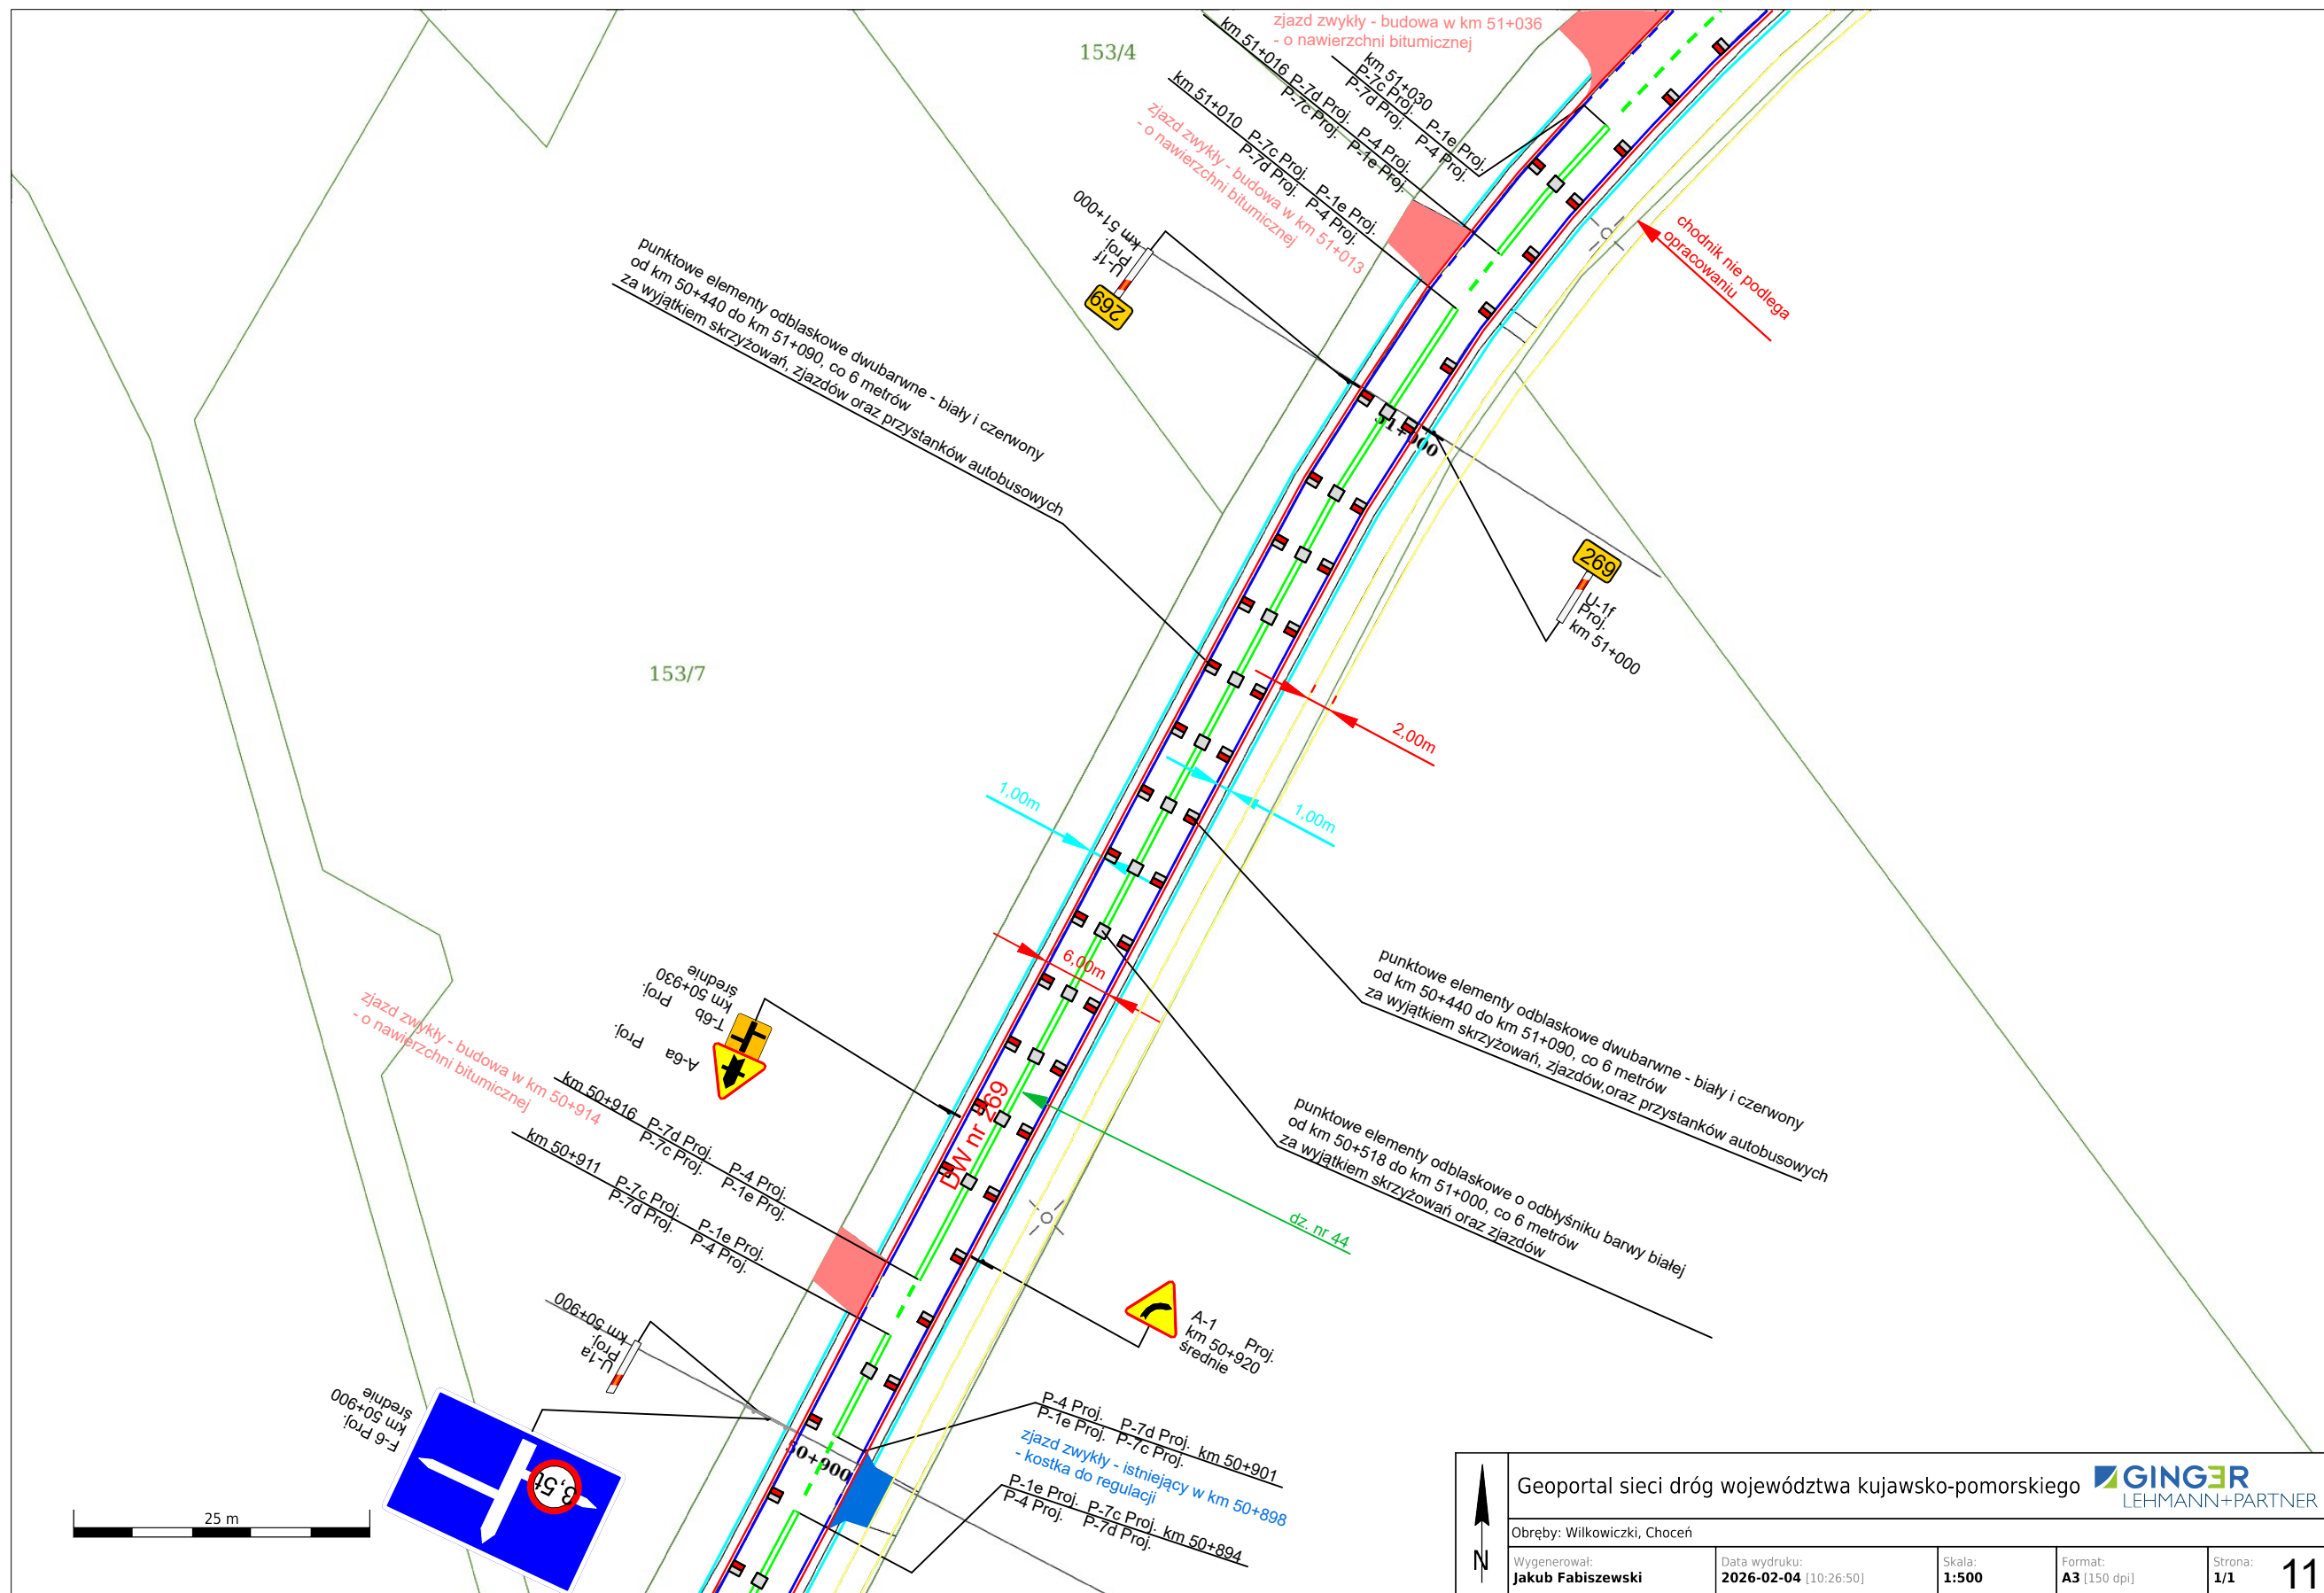 zjazd zwykły - budowa w km 51+036
- o nawierzchni bitumicznej
153/4
km 51+030
P-7c Proj. P-1e Proj.
P-7d Proj. P-4 Proj.
km 51+016 P-7d Proj. P-4 Proj.
P-7c Proj. P-1e Proj.
km 51+010 P-7c Proj. P-1e Proj.
P-7d Proj. P-4 Proj.
zjazd zwykły - budowa w km 51+013
- o nawierzchni bitumicznej
km 51+000
Proj.
U-1f
269
chodnik nie podlega
opracowaniu
punktowe elementy odblaskowe dwubarwne - biały i czerwony
od km 50+440 do km 51+090, co 6 metrów
za wyjątkiem skrzyżowań, zjazdów oraz przystanków autobusowych
51+000
269
U-1f
Proj.
km 51+000
153/7
2,00m
1,00m
1,00m
6,00m
punktowe elementy odblaskowe dwubarwne - biały i czerwony
od km 50+440 do km 51+090, co 6 metrów
za wyjątkiem skrzyżowań, zjazdów,oraz przystanków autobusowych
średnie
km 50+930
T-6b Proj.
A-6a Proj.
zjazd zwykły - budowa w km 50+914
- o nawierzchni bitumicznej
km 50+916 P-7d Proj. P-4 Proj.
P-7c Proj. P-1e Proj.
km 50+911 P-7c Proj. P-1e Proj.
P-7d Proj. P-4 Proj.
DW nr 269
punktowe elementy odblaskowe o odbłyśniku barwy białej
od km 50+518 do km 51+000, co 6 metrów
za wyjątkiem skrzyżowań oraz zjazdów
dz. nr 44
A-1 Proj.
km 50+920
średnie
km 50+900
Proj.
U-1a
średnie
km 50+900
F-6 Proj.
3,5t
50+900
P-4 Proj. P-7d Proj. km 50+901
P-1e Proj. P-7c Proj.
zjazd zwykły - istniejący w km 50+898
- kostka do regulacji
P-1e Proj. P-7c Proj. km 50+894
P-4 Proj. P-7d Proj.
25 m
N
Geoportal sieci dróg województwa kujawsko-pomorskiego
GINGER
LEHMANN+PARTNER
Obręby: Wilkowiczki, Choceń
Wygenerował:
Jakub Fabiszewski
Data wydruku:
2026-02-04 [10:26:50]
Skala:
1:500
Format:
A3 [150 dpi]
Strona:
1/1
11